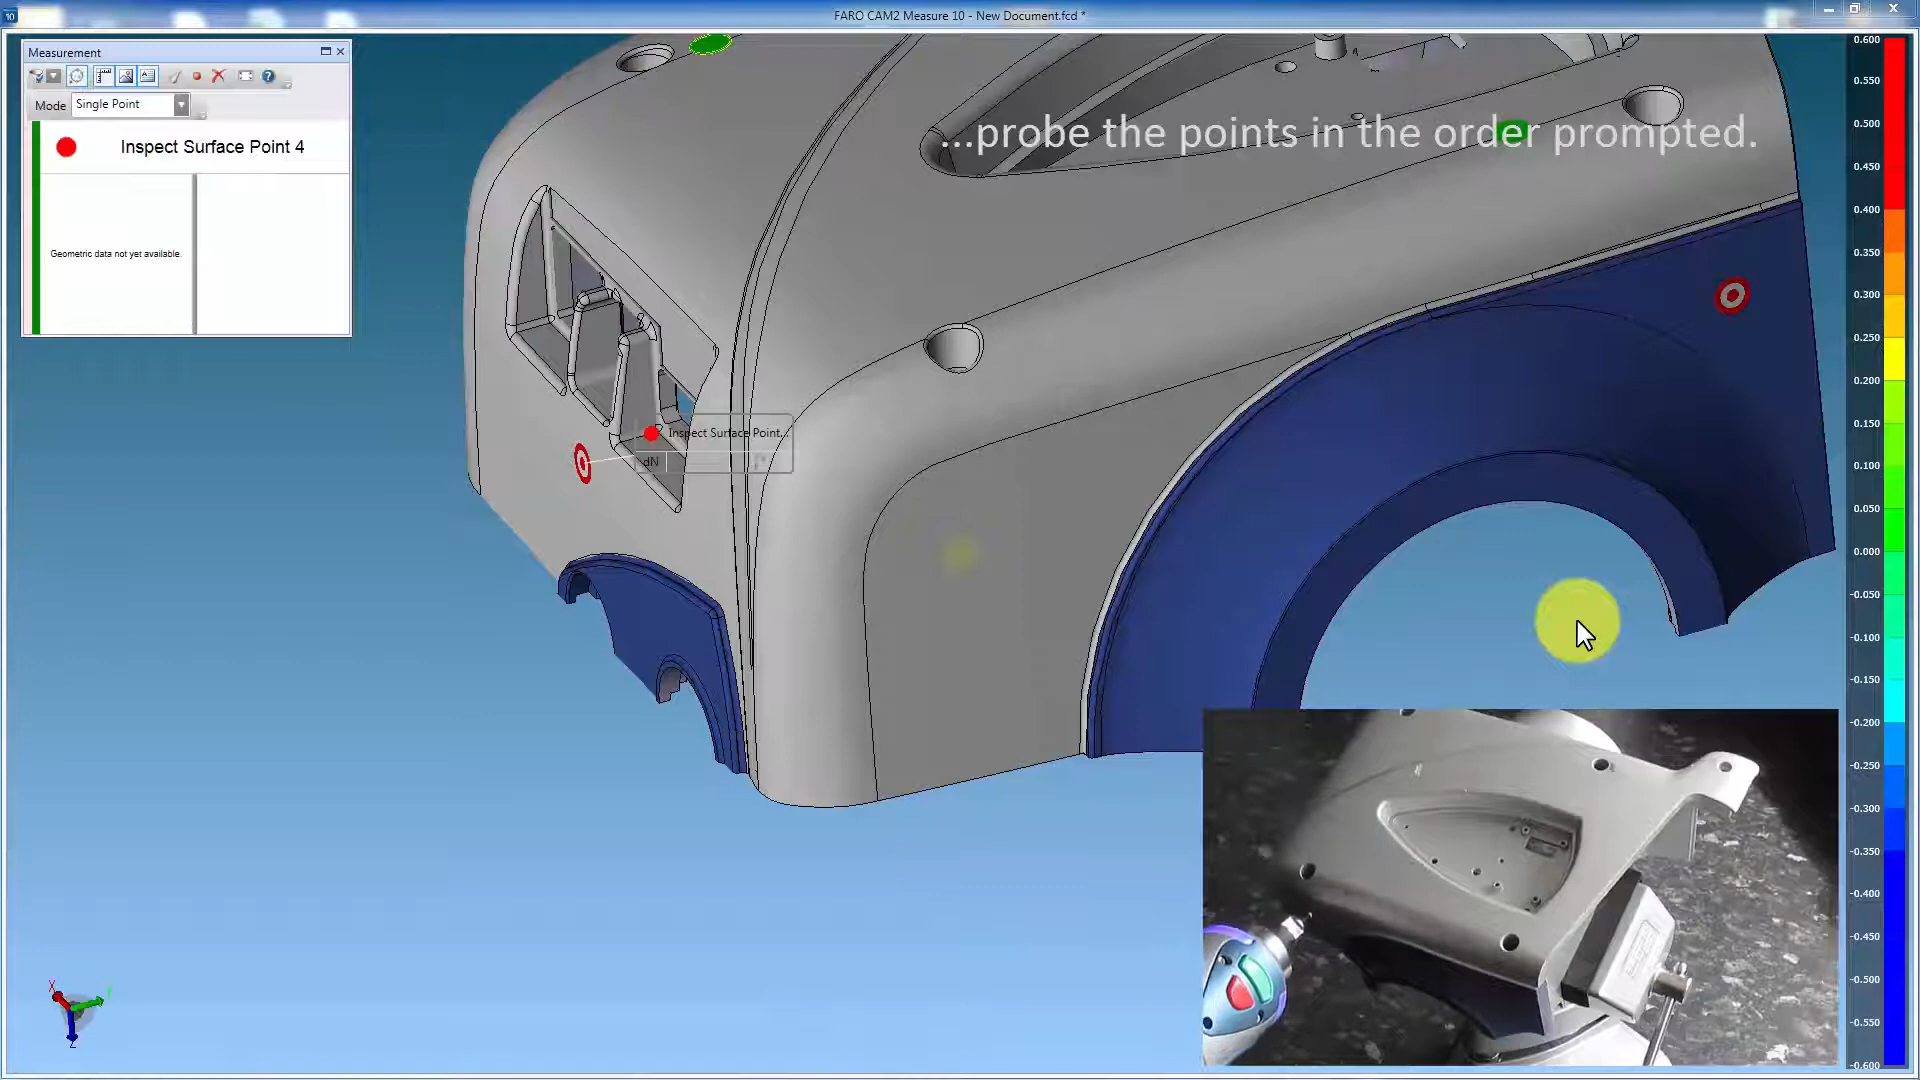 10
FARO CAM2 Measure 10 - New Document.fcd *
Measurement
Mode Single Point
Inspect Surface Point 4
Geometric data not yet available.
...probe the points in the order prompted.
Inspect Surface Point...
dN
0.600
0.550
0.500
0.450
0.400
0.350
0.300
0.250
0.200
0.150
0.100
0.050
0.000
-0.050
-0.100
-0.150
-0.200
-0.250
-0.300
-0.350
-0.400
-0.450
-0.500
-0.550
-0.600
X
Y
Z